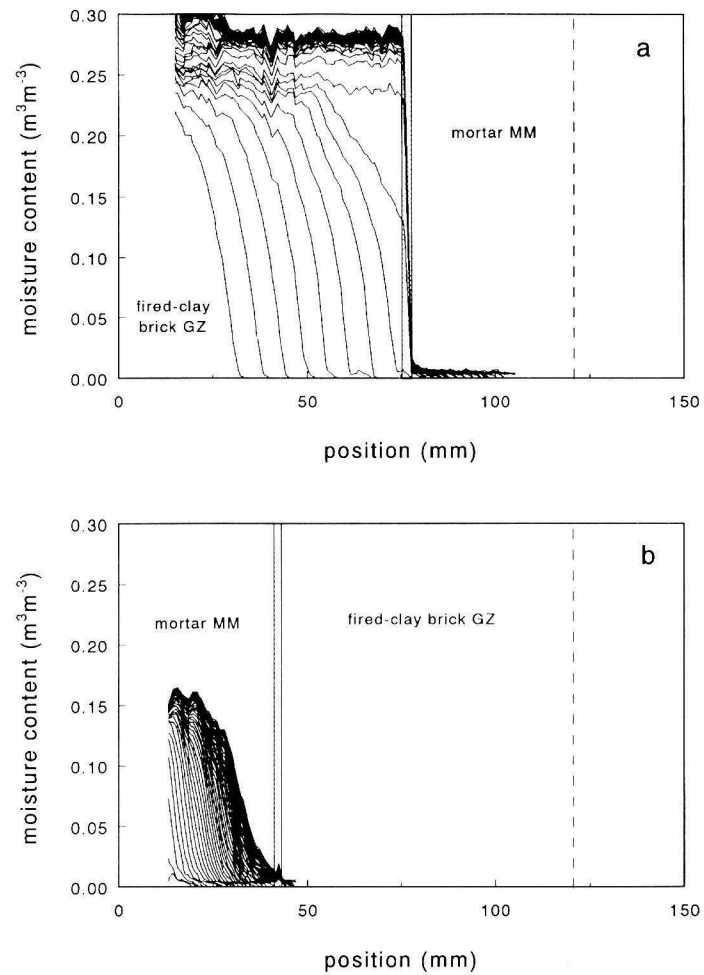 a
0.30
0.25
0.20
0.15
0.10
0.05
0.00
moisture content (m³m⁻³)
mortar MM
fired-clay
brick GZ
0
50
100
150
position (mm)
b
0.30
0.25
0.20
0.15
0.10
0.05
0.00
moisture content (m³m⁻³)
mortar MM
fired-clay brick GZ
0
50
100
150
position (mm)